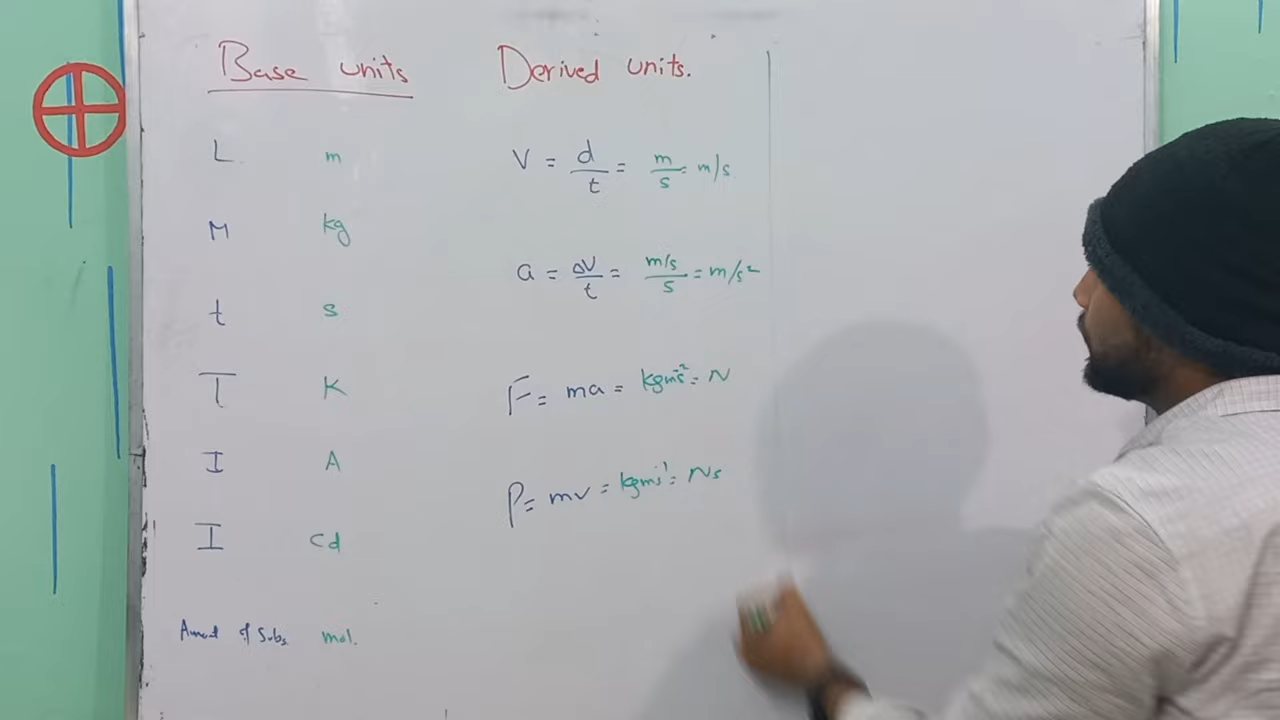 Base units
L m
M kg
t s
T K
I A
I cd
Amount of Subs mol.
Derived units.
V = d/t = m/s = m/s
a = ΔV/t = m/s/s = m/s²
F = ma = kgms⁻² = N
P = mv = kgms⁻¹ = Ns